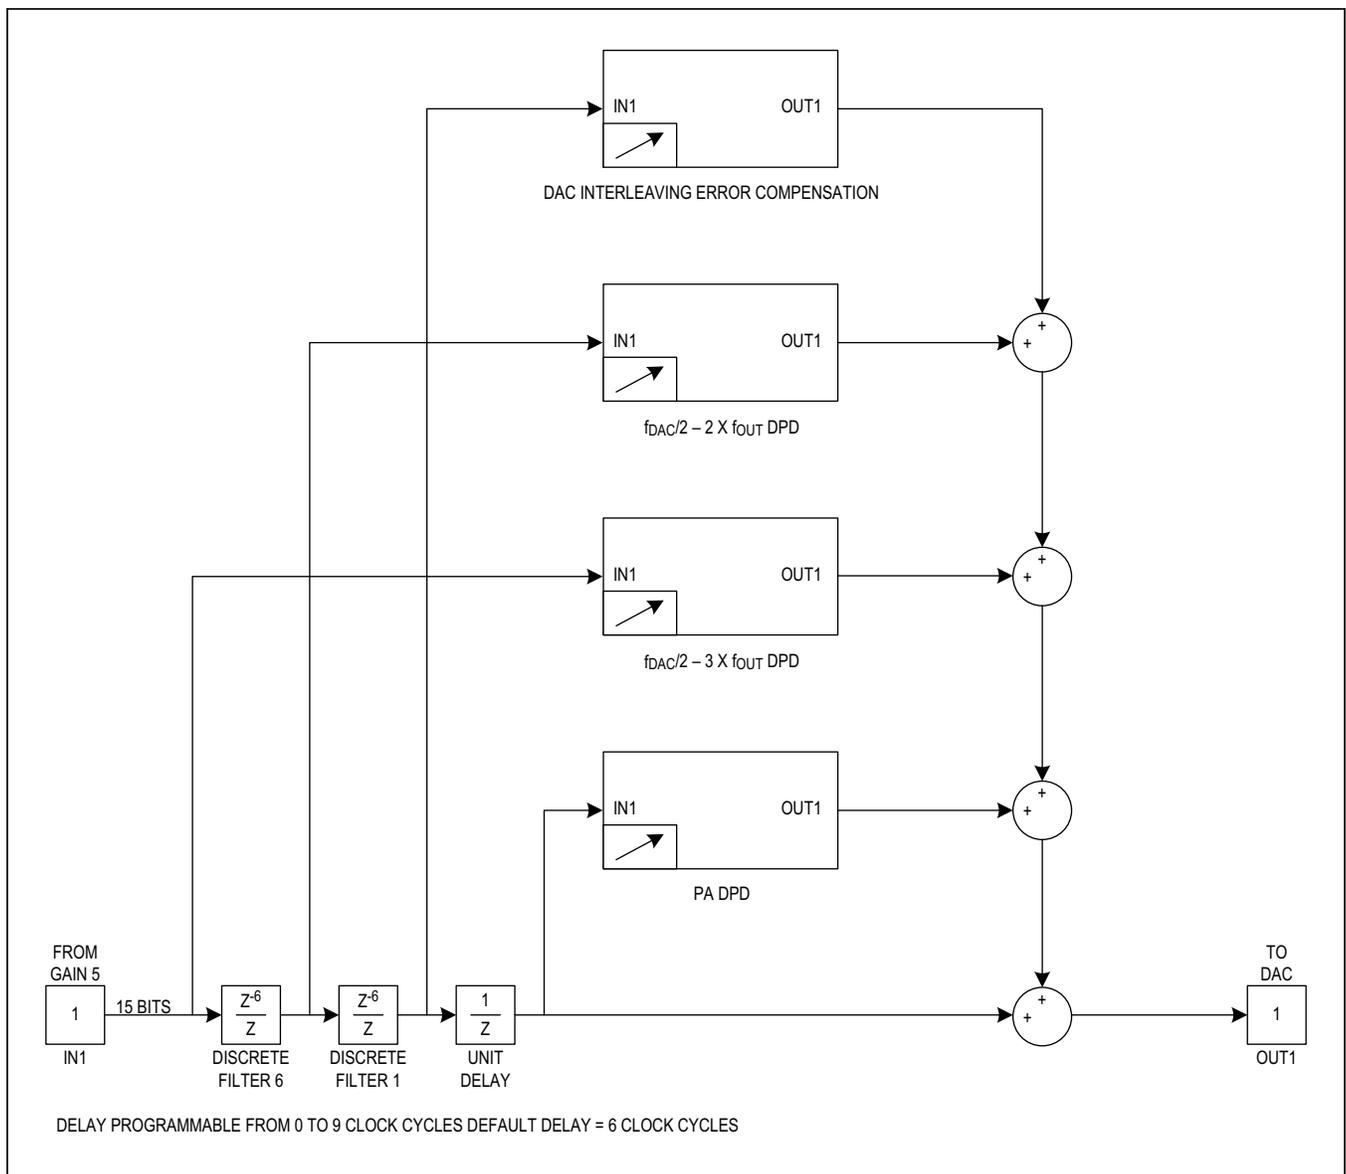 IN1 OUT1
DAC INTERLEAVING ERROR COMPENSATION
+
IN1 OUT1
+
fDAC/2 – 2 X fOUT DPD
+
IN1 OUT1
+
fDAC/2 – 3 X fOUT DPD
+
IN1 OUT1
+
PA DPD
FROM
GAIN 5
TO
DAC
1
15 BITS
Z-6
Z
Z-6
Z
1
Z
+
+
1
IN1
DISCRETE
FILTER 6
DISCRETE
FILTER 1
UNIT
DELAY
OUT1
DELAY PROGRAMMABLE FROM 0 TO 9 CLOCK CYCLES DEFAULT DELAY = 6 CLOCK CYCLES